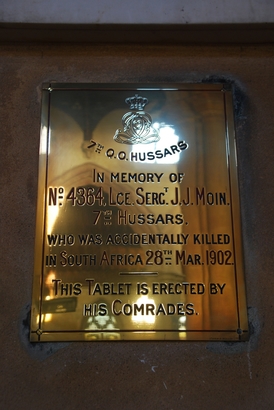 7TH Q.O. HUSSARS
IN MEMORY OF
No 4364, LCE SERGT J.J. MOIN.
7TH HUSSARS.
WHO WAS ACCIDENTALLY KILLED
IN SOUTH AFRICA 28TH MAR. 1902.
THIS TABLET IS ERECTED BY
HIS COMRADES.